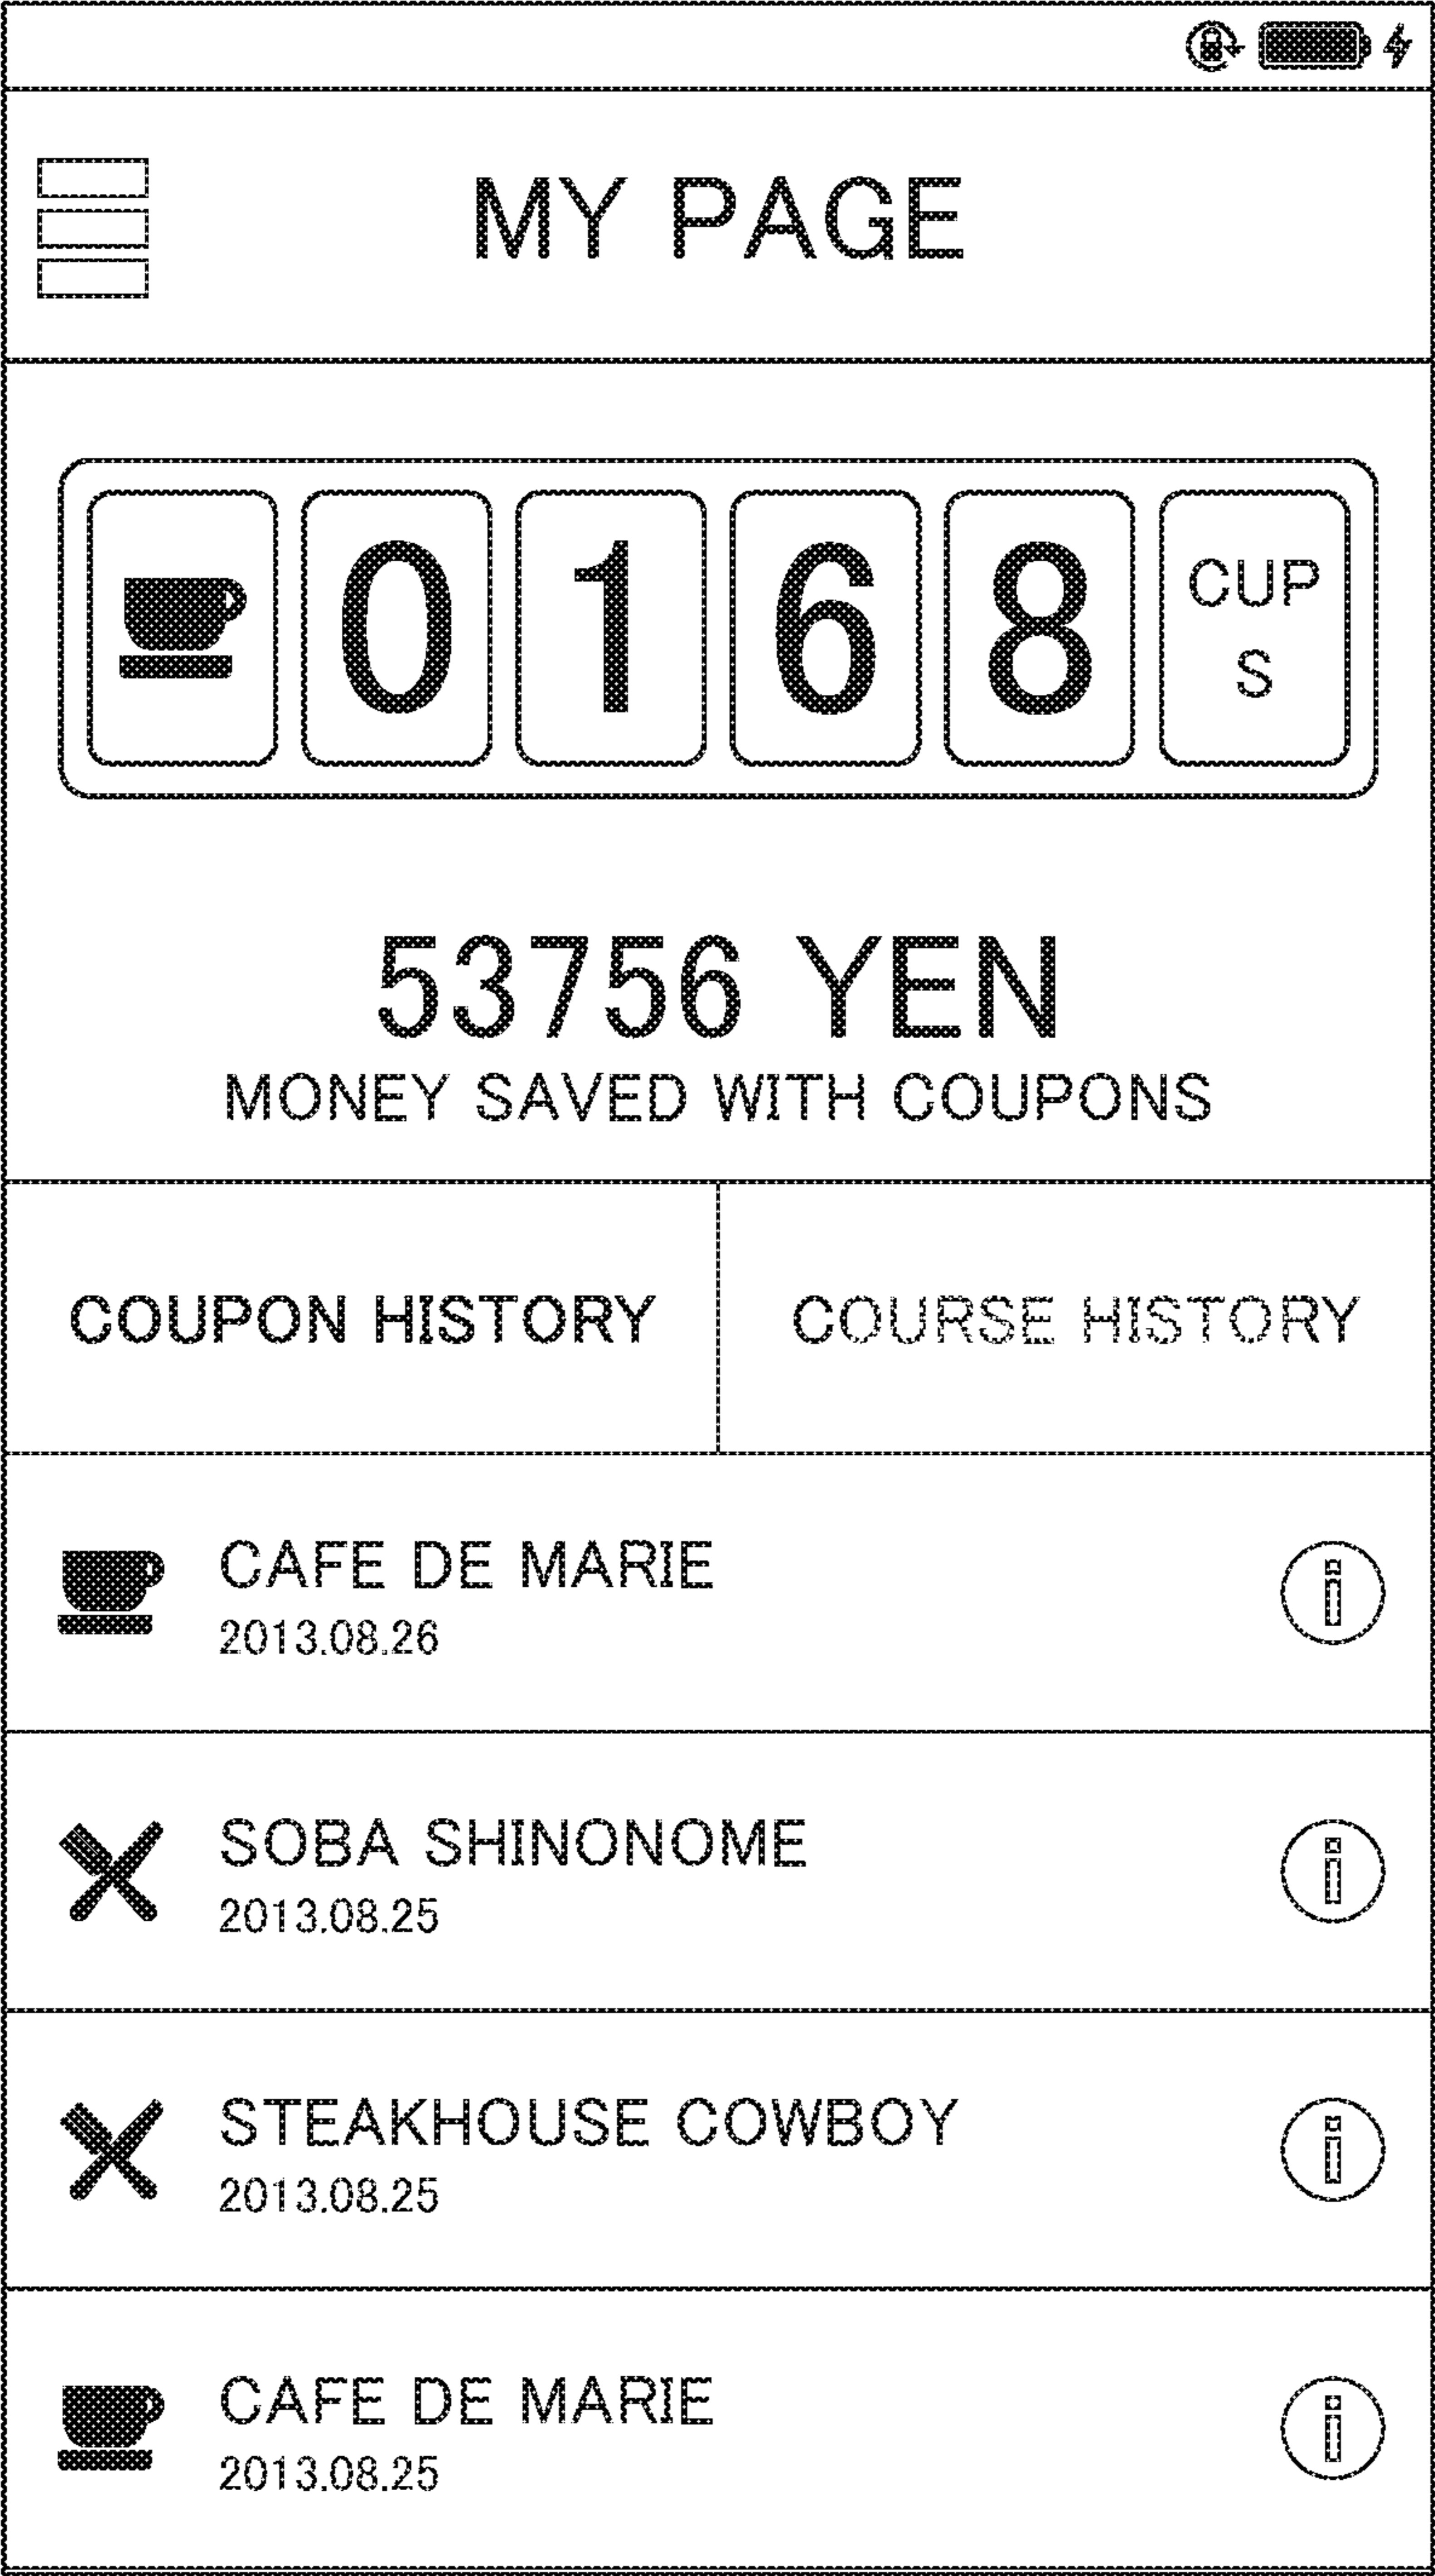 MY PAGE
0 1 6 8 CUP
S
53756 YEN
MONEY SAVED WITH COUPONS
COUPON HISTORY COURSE HISTORY
CAFE DE MARIE
2013.08.26
SOBA SHINONOME
2013.08.25
STEAKHOUSE COWBOY
2013.08.25
CAFE DE MARIE
2013.08.25